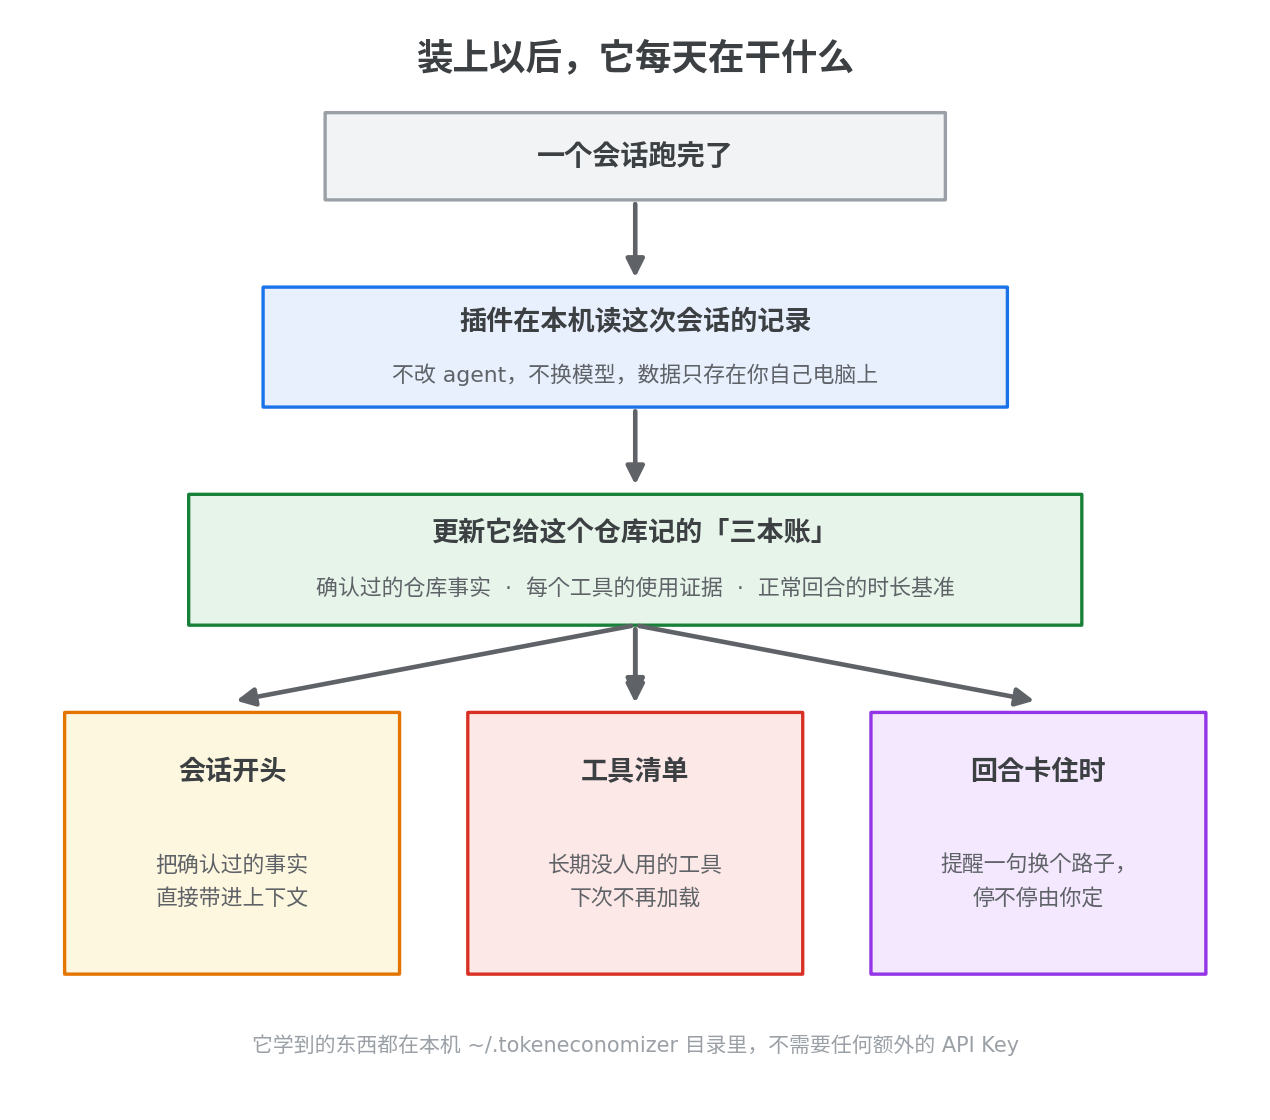 装上以后，它每天在干什么
一个会话跑完了
插件在本机读这次会话的记录
不改 agent，不换模型，数据只存在你自己电脑上
更新它给这个仓库记的「三本账」
确认过的仓库事实 · 每个工具的使用证据 · 正常回合的时长基准
会话开头
把确认过的事实
直接带进上下文
工具清单
长期没人用的工具
下次不再加载
回合卡住时
提醒一句换个路子，
停不停由你定
它学到的东西都在本机 ~/.tokeneconomizer 目录里，不需要任何额外的 API Key